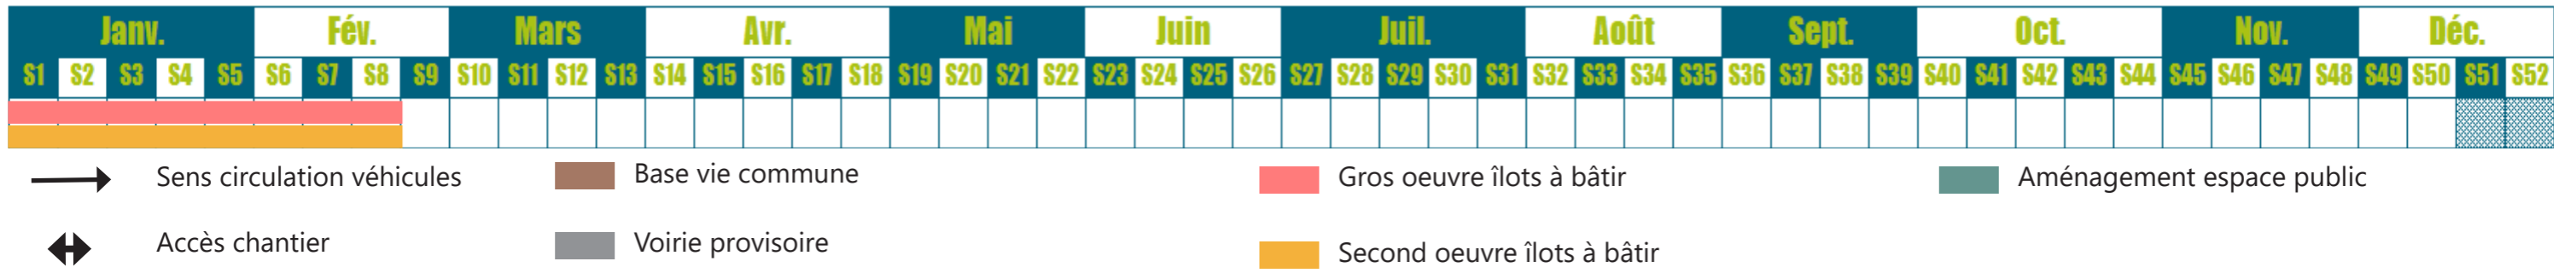 Janv. Fév. Mars Avr. Mai Juin Juil. Août Sept. Oct. Nov. Déc.
S1 S2 S3 S4 S5 S6 S7 S8 S9 S10 S11 S12 S13 S14 S15 S16 S17 S18 S19 S20 S21 S22 S23 S24 S25 S26 S27 S28 S29 S30 S31 S32 S33 S34 S35 S36 S37 S38 S39 S40 S41 S42 S43 S44 S45 S46 S47 S48 S49 S50 S51 S52
Sens circulation véhicules Base vie commune Gros oeuvre îlots à bâtir Aménagement espace public
Accès chantier Voirie provisoire Second oeuvre îlots à bâtir